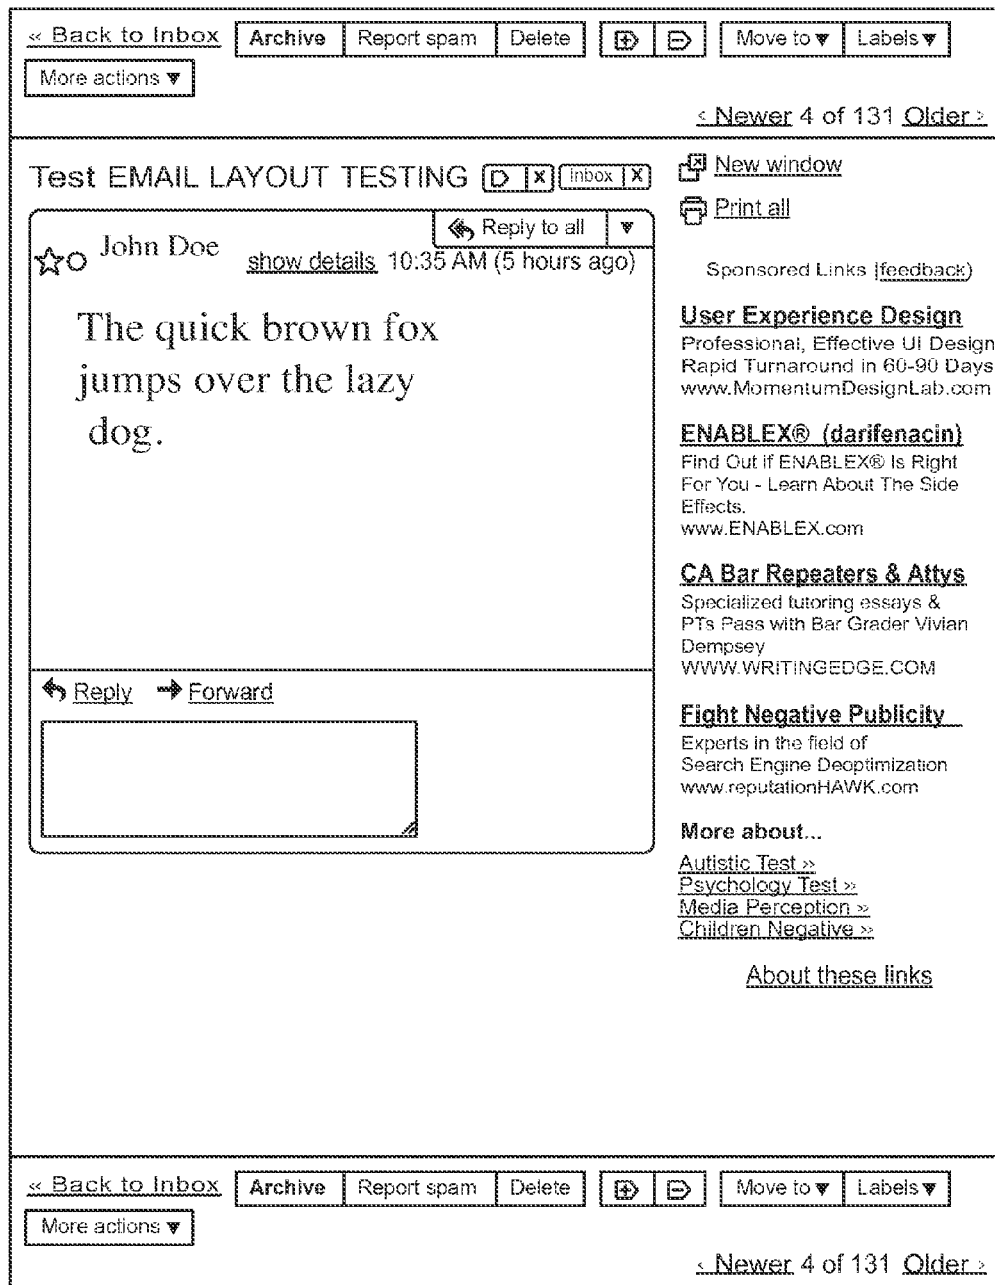 « Back to Inbox Archive Report spam Delete Move to ▼ Labels ▼
More actions ▼
‹ Newer 4 of 131 Older ›
Test EMAIL LAYOUT TESTING x Inbox x
New window
Print all
Reply to all ▼
John Doe
show details 10:35 AM (5 hours ago)
The quick brown fox
jumps over the lazy
dog.
Reply Forward
Sponsored Links (feedback)
User Experience Design
Professional, Effective UI Design
Rapid Turnaround in 60-90 Days
www.MomentumDesignLab.com
ENABLEX® (darifenacin)
Find Out if ENABLEX® Is Right
For You - Learn About The Side
Effects.
www.ENABLEX.com
CA Bar Repeaters & Attys
Specialized tutoring essays &
PTs Pass with Bar Grader Vivian
Dempsey
WWW.WRITINGEDGE.COM
Fight Negative Publicity
Experts in the field of
Search Engine Deoptimization
www.reputationHAWK.com
More about...
Autistic Test »
Psychology Test »
Media Perception »
Children Negative »
About these links
« Back to Inbox Archive Report spam Delete Move to ▼ Labels ▼
More actions ▼
‹ Newer 4 of 131 Older ›